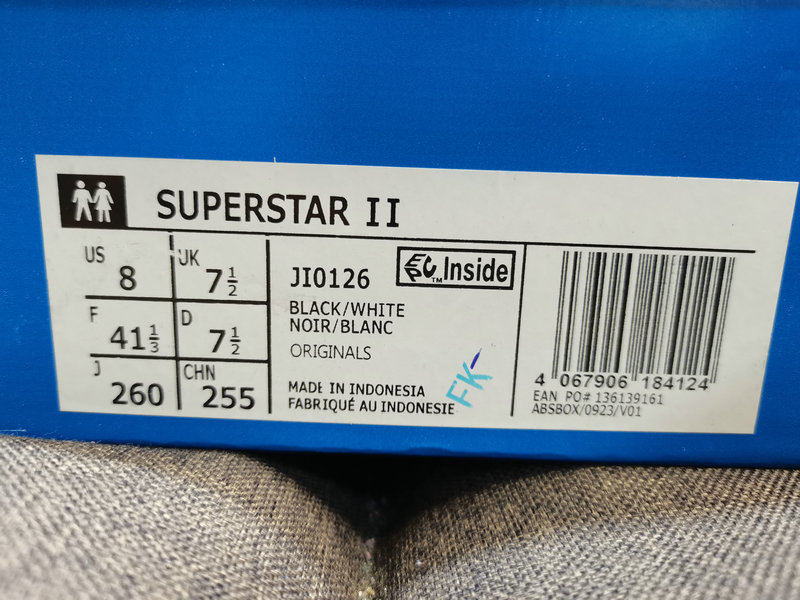 SUPERSTAR II
US 8
UK 7 1/2
F 41 1/3
D 7 1/2
J 260
CHN 255
JI0126
EPC™ Inside
BLACK/WHITE
NOIR/BLANC
ORIGINALS
MADE IN INDONESIA
FABRIQUÉ AU INDONESIE
FK-
4 067906 184124
EAN PO# 136139161
ABSBOX/0923/V01